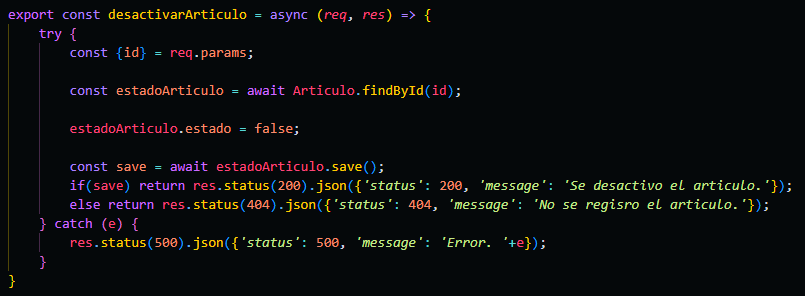 export const desactivarArticulo = async (req, res) => {
    try {
        const {id} = req.params;

        const estadoArticulo = await Articulo.findById(id);

        estadoArticulo.estado = false;

        const save = await estadoArticulo.save();
        if(save) return res.status(200).json({'status': 200, 'message': 'Se desactivo el articulo.'});
        else return res.status(404).json({'status': 404, 'message': 'No se regisro el articulo.'});
    } catch (e) {
        res.status(500).json({'status': 500, 'message': 'Error. '+e});
    }
}